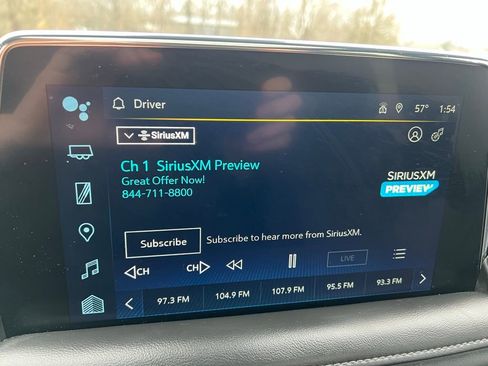 Driver
57° 1:54
SiriusXM
Ch 1 SiriusXM Preview
Great Offer Now!
844-711-8800
SIRIUSXM
PREVIEW
Subscribe Subscribe to hear more from SiriusXM.
CH CH LIVE
97.3 FM 104.9 FM 107.9 FM 95.5 FM 93.3 FM